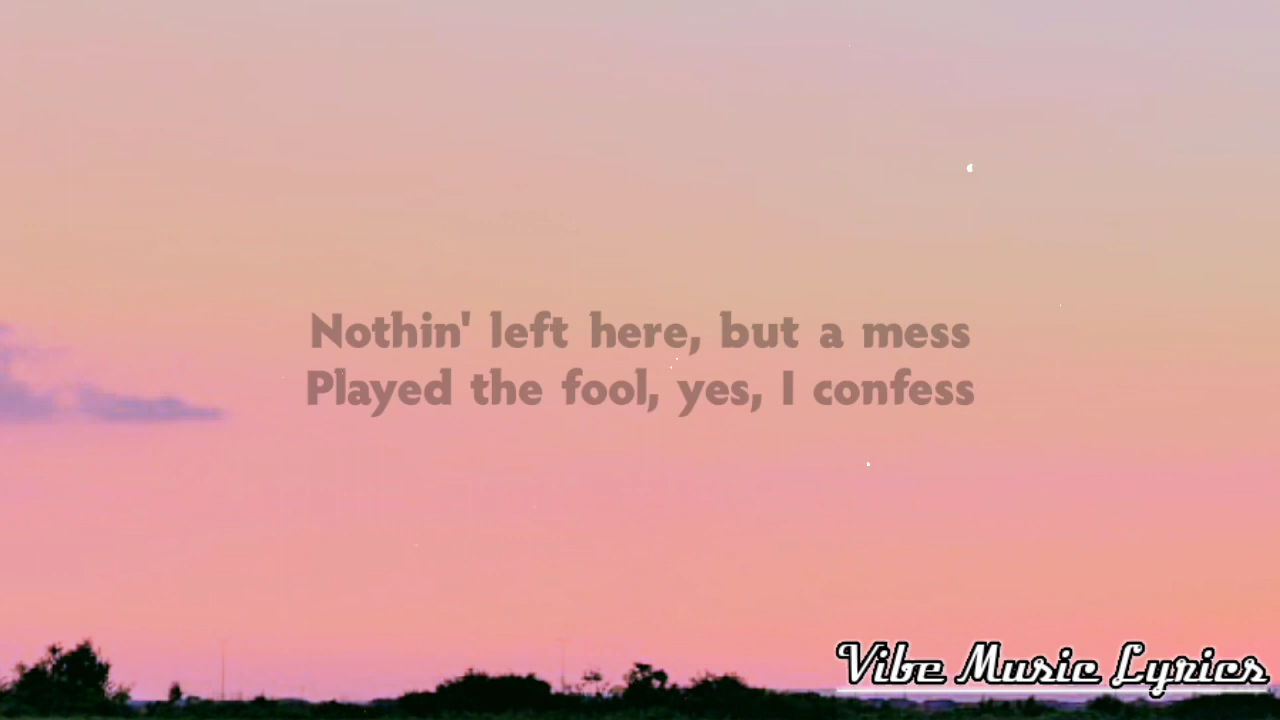 Nothin' left here, but a mess
Played the fool, yes, I confess
Vibe Music Lyrics